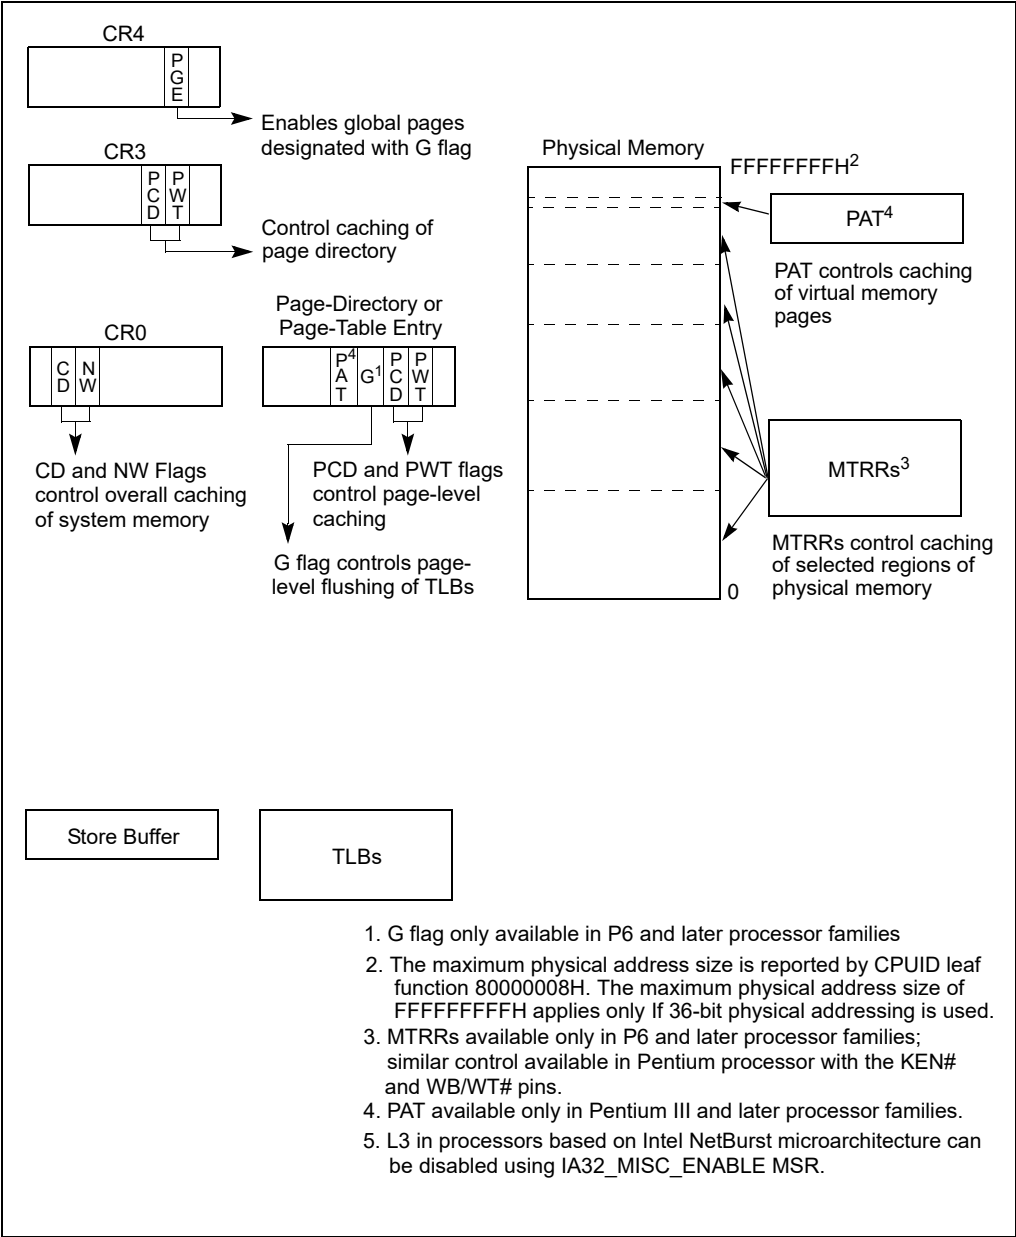 CR4
PGE
Enables global pages
designated with G flag
CR3
PCD PWT
Control caching of
page directory
CR0
CD NW
CD and NW Flags
control overall caching
of system memory
Page-Directory or
Page-Table Entry
PAT⁴ G¹ PCD PWT
PCD and PWT flags
control page-level
caching
G flag controls page-
level flushing of TLBs
Physical Memory
FFFFFFFFH²
0
PAT⁴
PAT controls caching
of virtual memory
pages
MTRRs³
MTRRs control caching
of selected regions of
physical memory
Store Buffer
TLBs
1. G flag only available in P6 and later processor families
2. The maximum physical address size is reported by CPUID leaf
function 80000008H. The maximum physical address size of
FFFFFFFFFH applies only If 36-bit physical addressing is used.
3. MTRRs available only in P6 and later processor families;
similar control available in Pentium processor with the KEN#
and WB/WT# pins.
4. PAT available only in Pentium III and later processor families.
5. L3 in processors based on Intel NetBurst microarchitecture can
be disabled using IA32_MISC_ENABLE MSR.